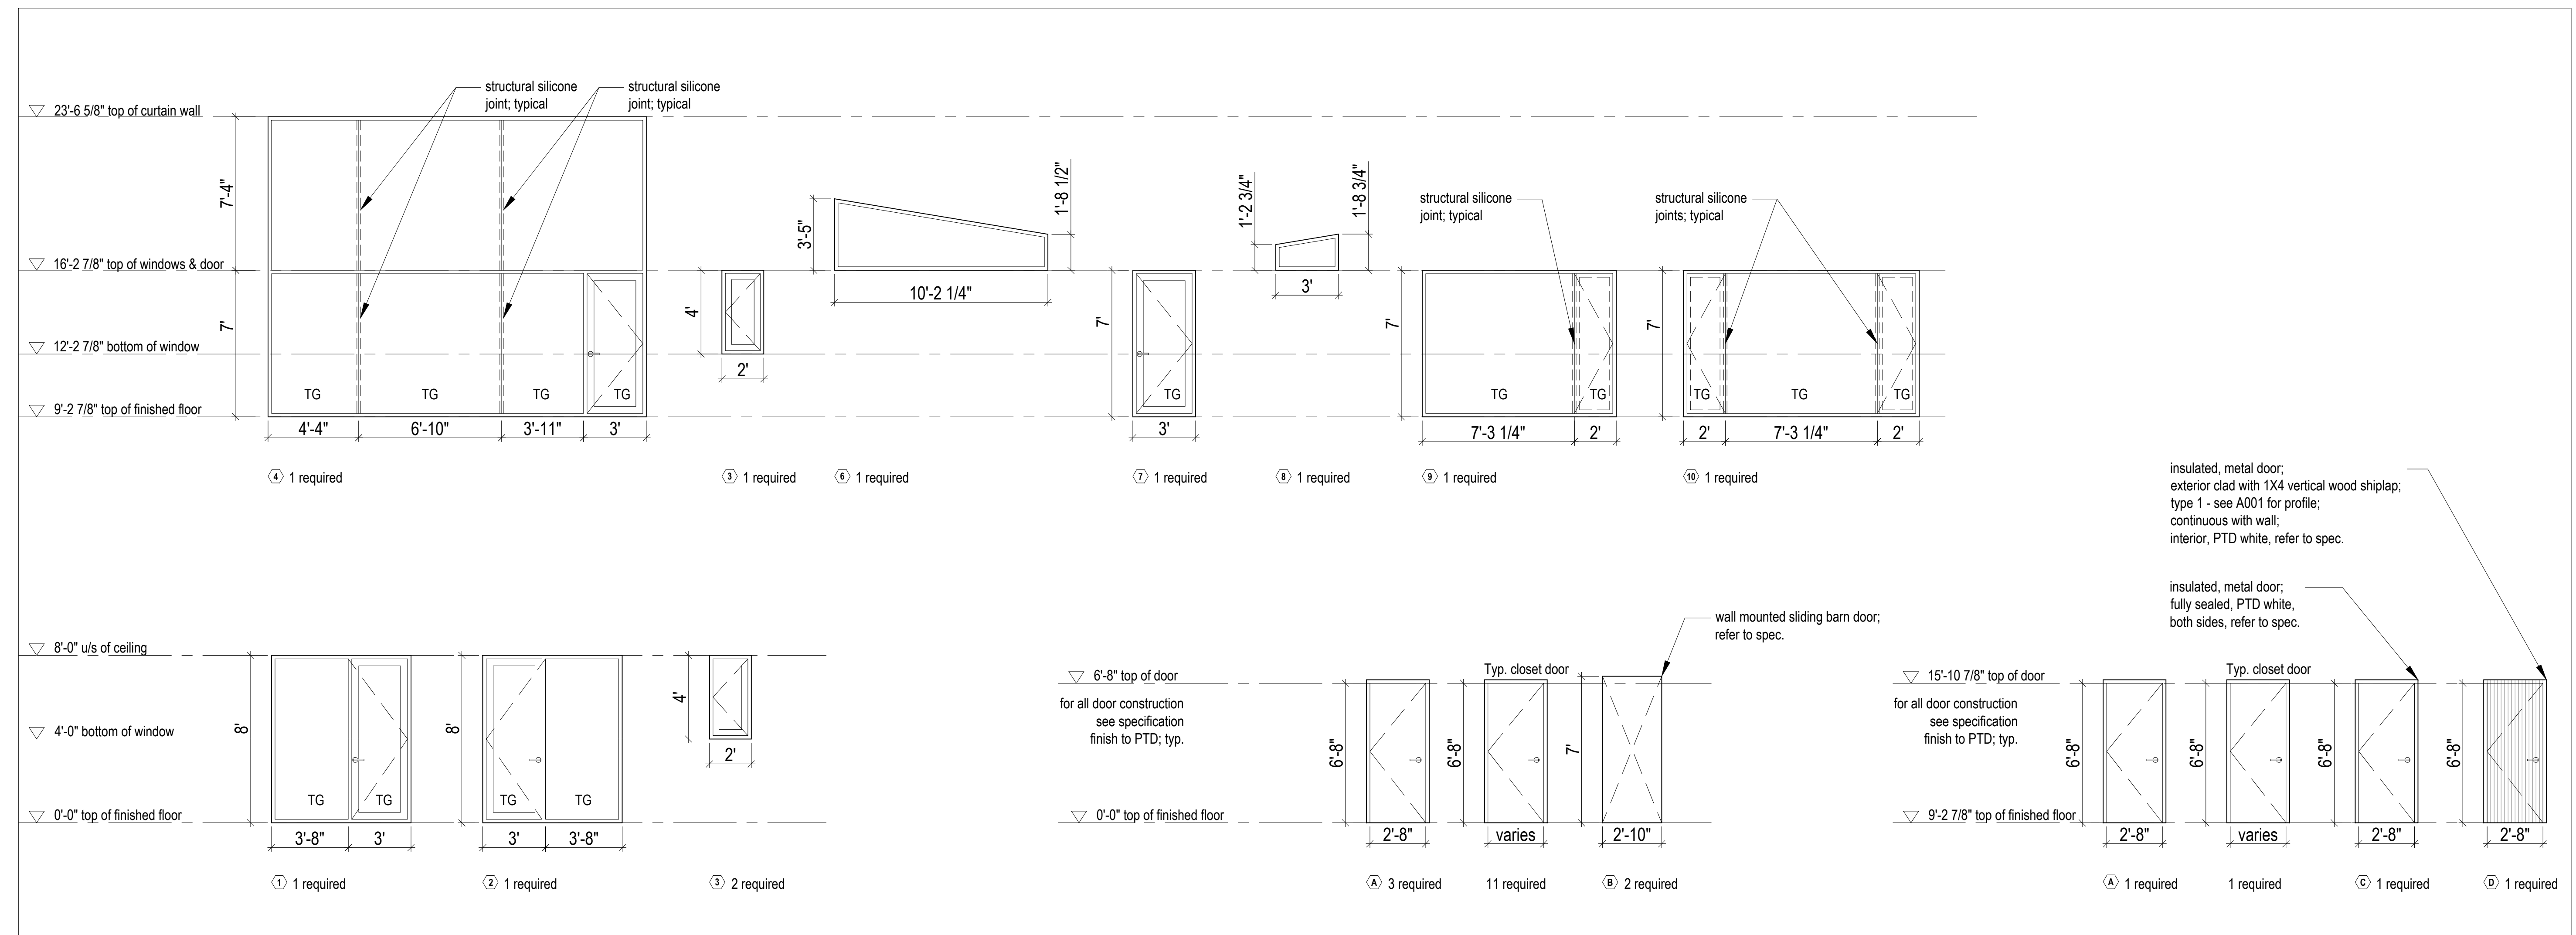 structural silicone
joint; typical
structural silicone
joint; typical
23'-6 5/8" top of curtain wall
7'-4"
16'-2 7/8" top of windows & door
7'
12'-2 7/8" bottom of window
9'-2 7/8" top of finished floor
TG
TG
TG
TG
4'-4"
6'-10"
3'-11"
3'
4 1 required
4'
2'
3 1 required
3'-5"
1'-8 1/2"
10'-2 1/4"
6 1 required
7'
TG
3'
7 1 required
1'-2 3/4"
1'-8 3/4"
3'
8 1 required
structural silicone
joint; typical
7'
TG
TG
7'-3 1/4"
2'
9 1 required
structural silicone
joints; typical
7'
TG
TG
TG
2'
7'-3 1/4"
2'
10 1 required
insulated, metal door;
exterior clad with 1X4 vertical wood shiplap;
type 1 - see A001 for profile;
continuous with wall;
interior, PTD white, refer to spec.
insulated, metal door;
fully sealed, PTD white,
both sides, refer to spec.
8'-0" u/s of ceiling
4'-0" bottom of window
0'-0" top of finished floor
8'
TG
TG
3'-8"
3'
1 1 required
8'
TG
TG
3'
3'-8"
2 1 required
4'
2'
3 2 required
wall mounted sliding barn door;
refer to spec.
6'-8" top of door
for all door construction
see specification
finish to PTD; typ.
0'-0" top of finished floor
6'-8"
2'-8"
A 3 required
Typ. closet door
6'-8"
varies
11 required
7'
2'-10"
B 2 required
15'-10 7/8" top of door
for all door construction
see specification
finish to PTD; typ.
9'-2 7/8" top of finished floor
6'-8"
2'-8"
A 1 required
Typ. closet door
6'-8"
varies
1 required
6'-8"
2'-8"
C 1 required
6'-8"
2'-8"
D 1 required